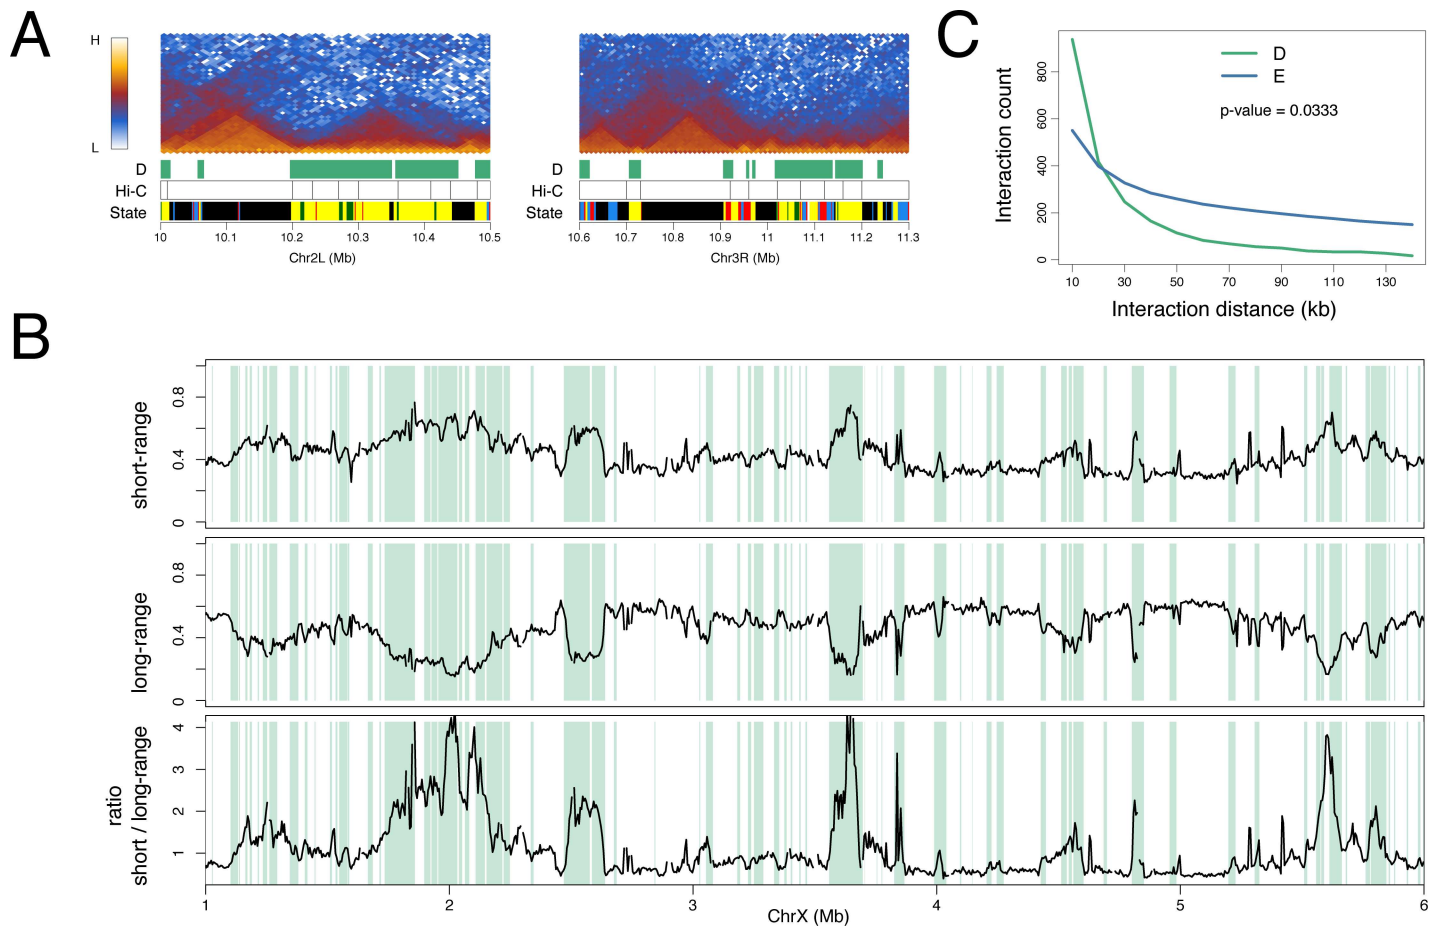 A
H
L
D
Hi-C
State
10 10.1 10.2 10.3 10.4 10.5
Chr2L (Mb)
D
Hi-C
State
10.6 10.7 10.8 10.9 11 11.1 11.2 11.3
Chr3R (Mb)
C
Interaction count
800
600
400
200
0
D
E
p-value = 0.0333
10 30 50 70 90 110 130
Interaction distance (kb)
B
short-range
0.8
0.4
0
long-range
0.8
0.4
0
ratio
short / long-range
4
3
2
1
1 2 3 4 5 6
ChrX (Mb)